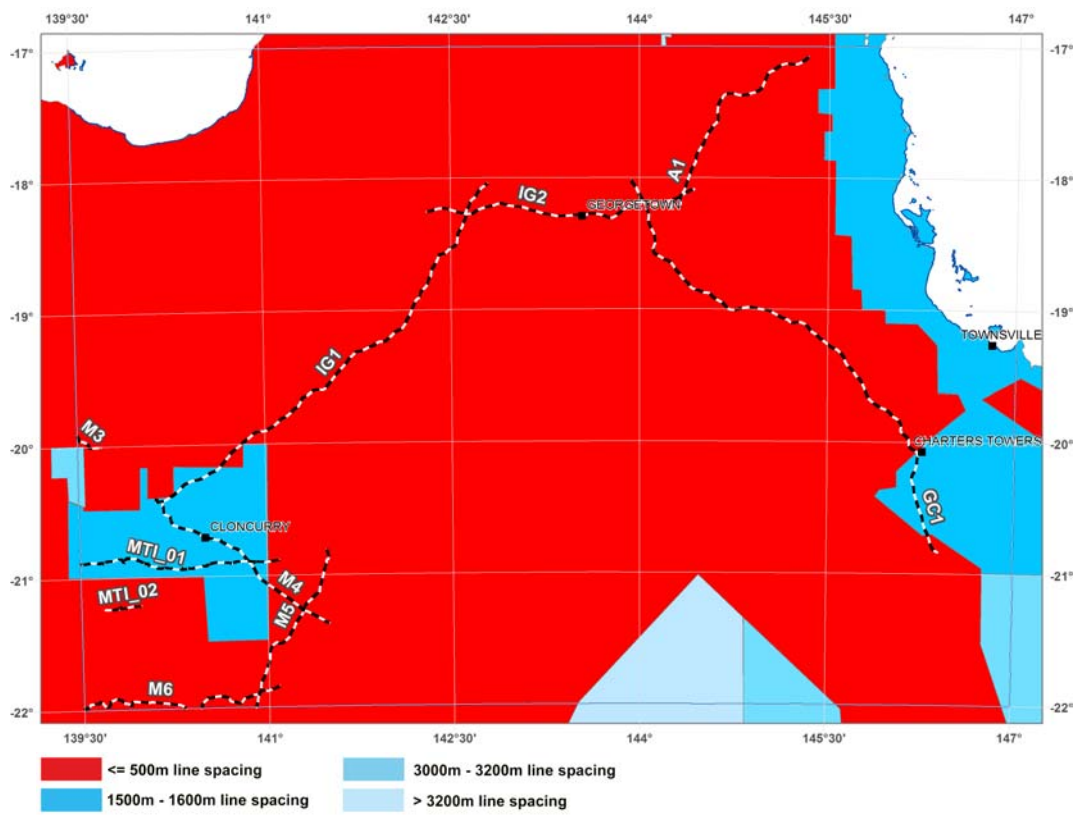 139°30' 141° 142°30' 144° 145°30' 147°
-17° -17°
A1
-18° IG2 -18°
GEORGETOWN
-19° -19°
TOWNSVILLE
IG1
M3
-20° CHARTERS TOWERS -20°
GC1
CLONCURRY
MTI_01
-21° M4 -21°
MTI_02
M5
M6
-22° -22°
139°30' 141° 142°30' 144° 145°30' 147°
<= 500m line spacing 3000m - 3200m line spacing
1500m - 1600m line spacing > 3200m line spacing